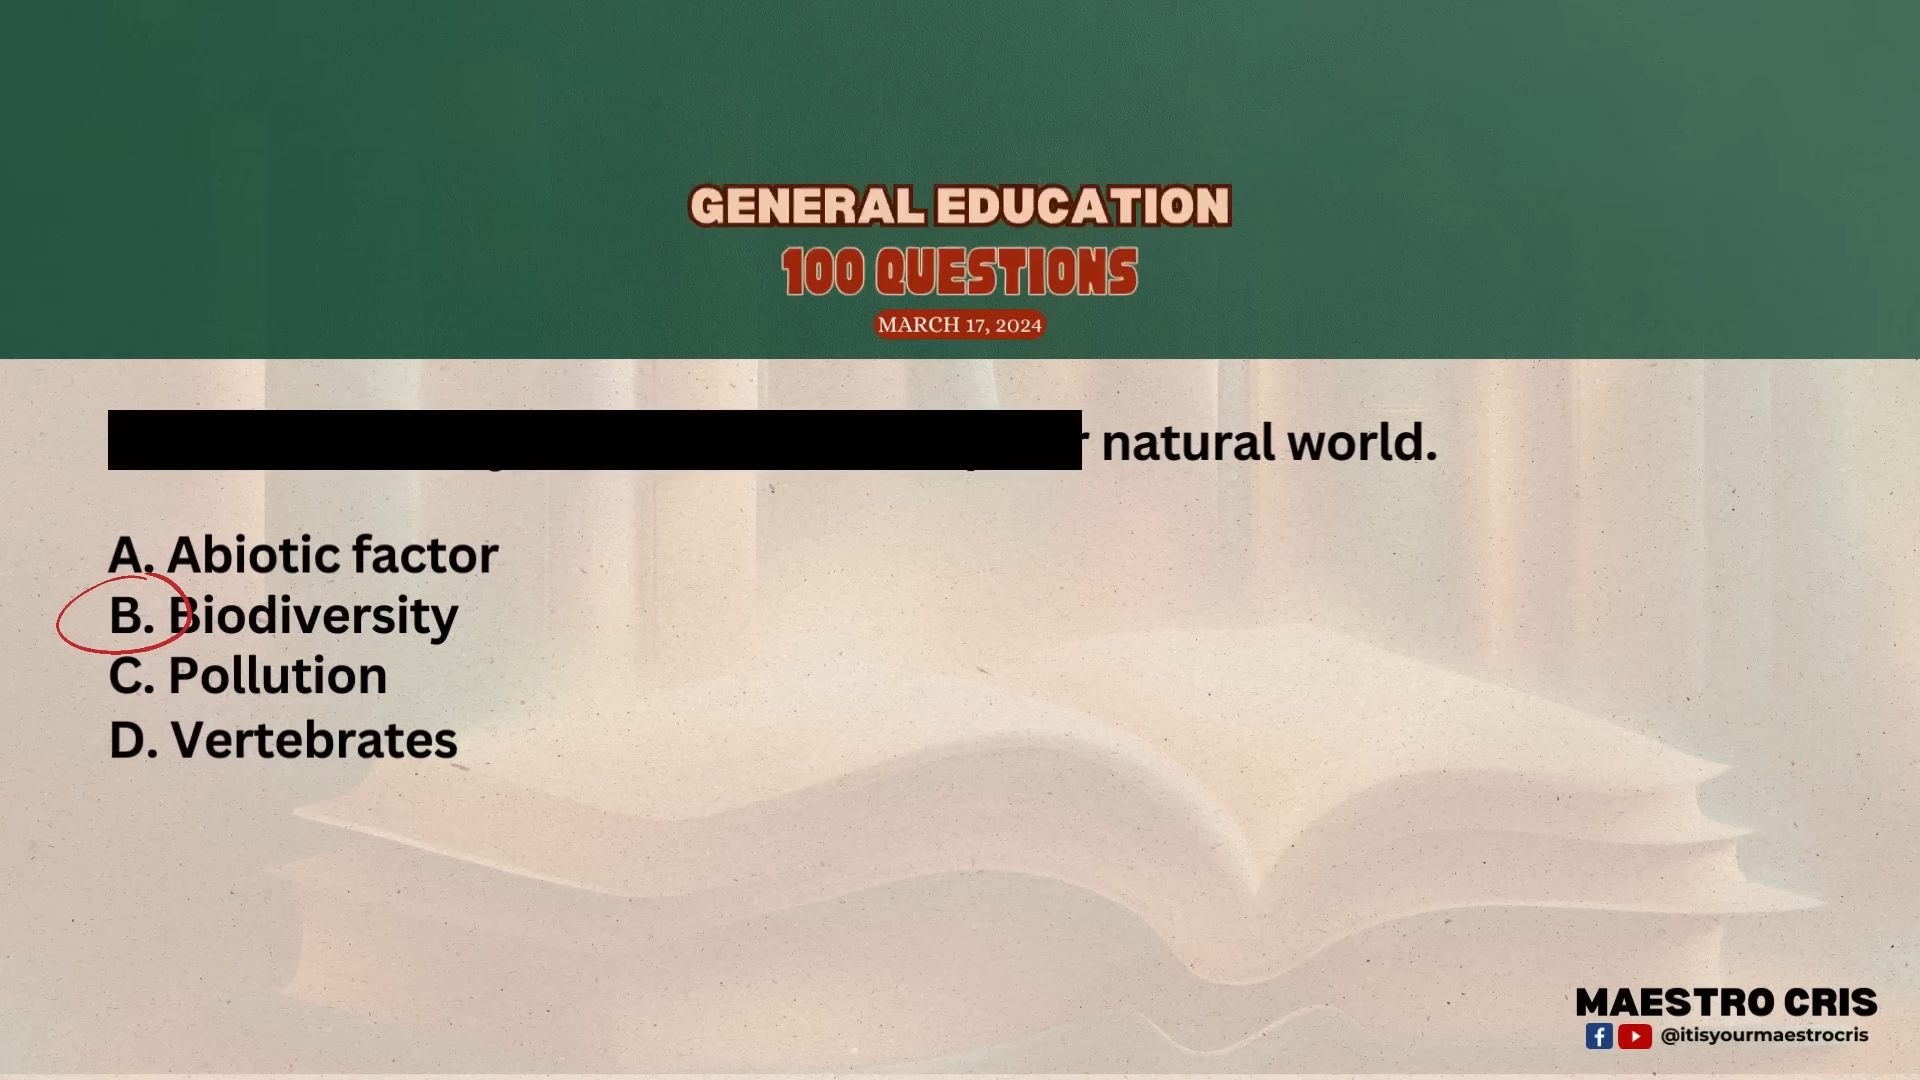 GENERAL EDUCATION
100 QUESTIONS
MARCH 17, 2024
natural world.
A. Abiotic factor
B. Biodiversity
C. Pollution
D. Vertebrates
MAESTRO CRIS
@itisyourmaestrocris